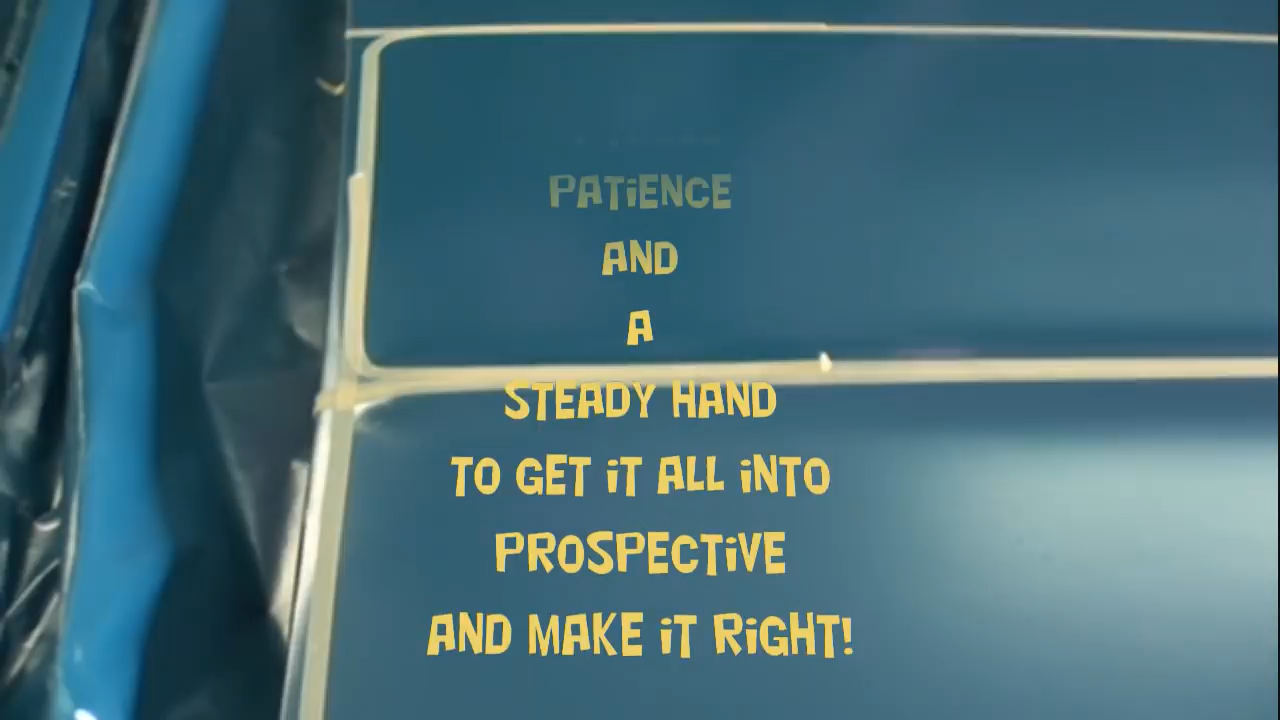 PATIENCE
AND
A
STEADY HAND
TO GET IT ALL INTO
PROSPECTIVE
AND MAKE IT RIGHT!